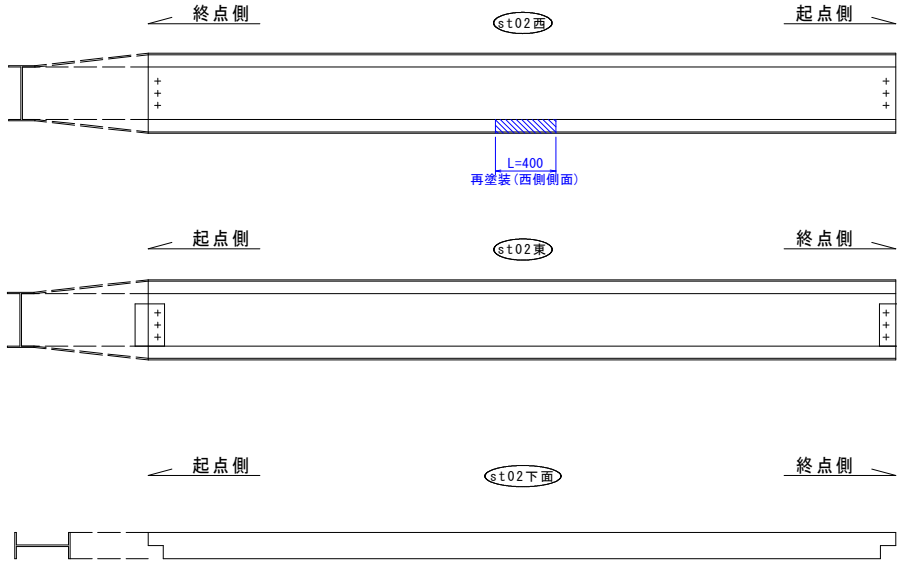 終点側 st02西 起点側
L=400
再塗装(西側側面)
起点側 st02東 終点側
起点側 st02下面 終点側